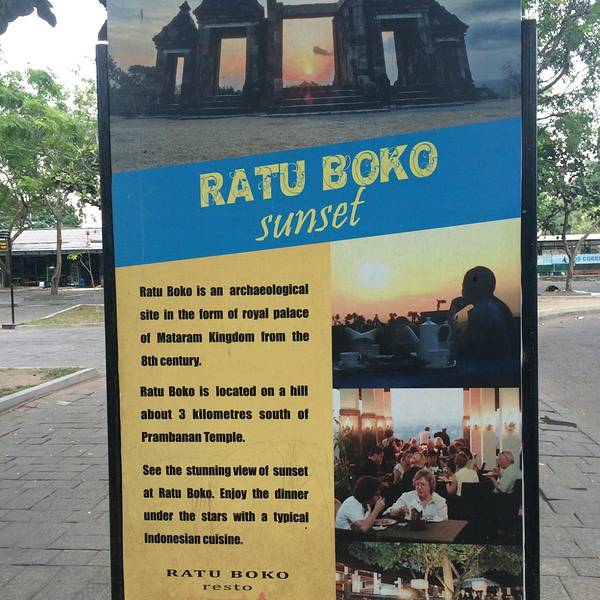 RATU BOKO
sunset
Ratu Boko is an archaeological
site in the form of royal palace
of Mataram Kingdom from the
8th century.
Ratu Boko is located on a hill
about 3 kilometres south of
Prambanan Temple.
See the stunning view of sunset
at Ratu Boko. Enjoy the dinner
under the stars with a typical
Indonesian cuisine.
RATU BOKO
resto